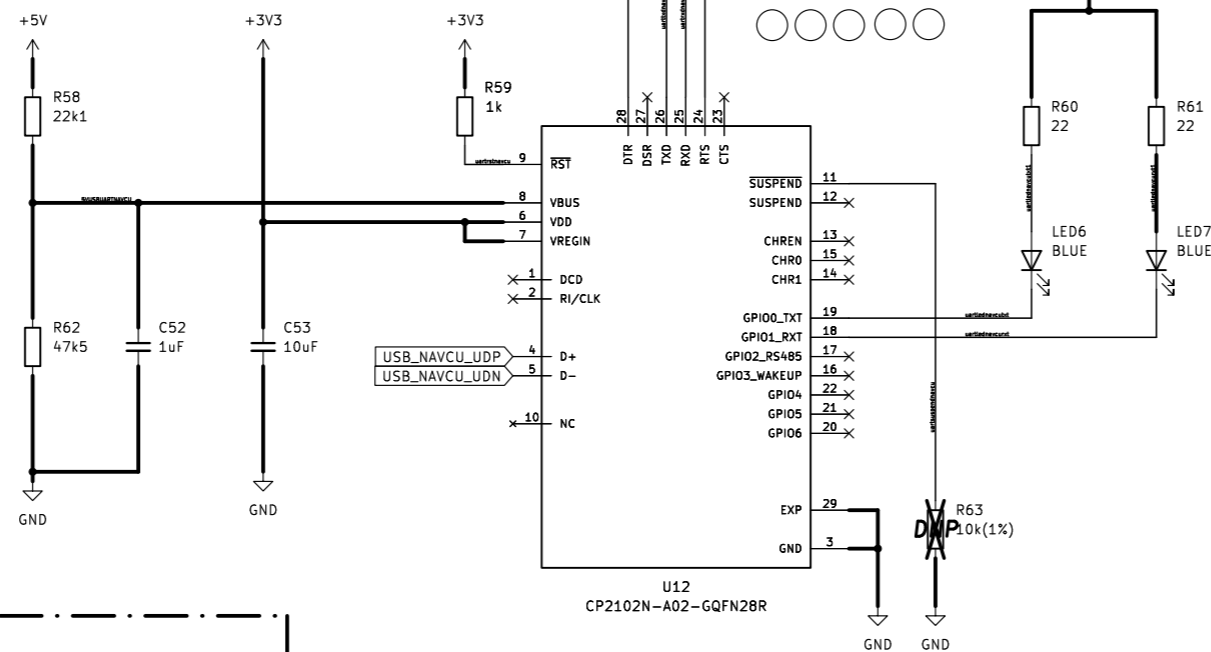 +5V
+3V3
+3V3
R58
22k1
R59
1k
R60
22
R61
22
28
27
26
25
24
23
DTR
DSR
TXD
RXD
RTS
CTS
9 RST
8 VBUS
6 VDD
7 VREGIN
1 DCD
2 RI/CLK
4 D+
5 D-
10 NC
USB_NAVCU_UDP
USB_NAVCU_UDN
SUSPEND 11
SUSPEND 12
CHREN 13
CHR0 15
CHR1 14
GPIO0_TXT 19
GPIO1_RXT 18
GPIO2_RS485 17
GPIO3_WAKEUP 16
GPIO4 22
GPIO5 21
GPIO6 20
EXP 29
GND 3
LED6
BLUE
LED7
BLUE
R62
47k5
C52
1uF
C53
10uF
GND
GND
R63
10k(1%)
DNP
U12
CP2102N-A02-GQFN28R
GND
GND